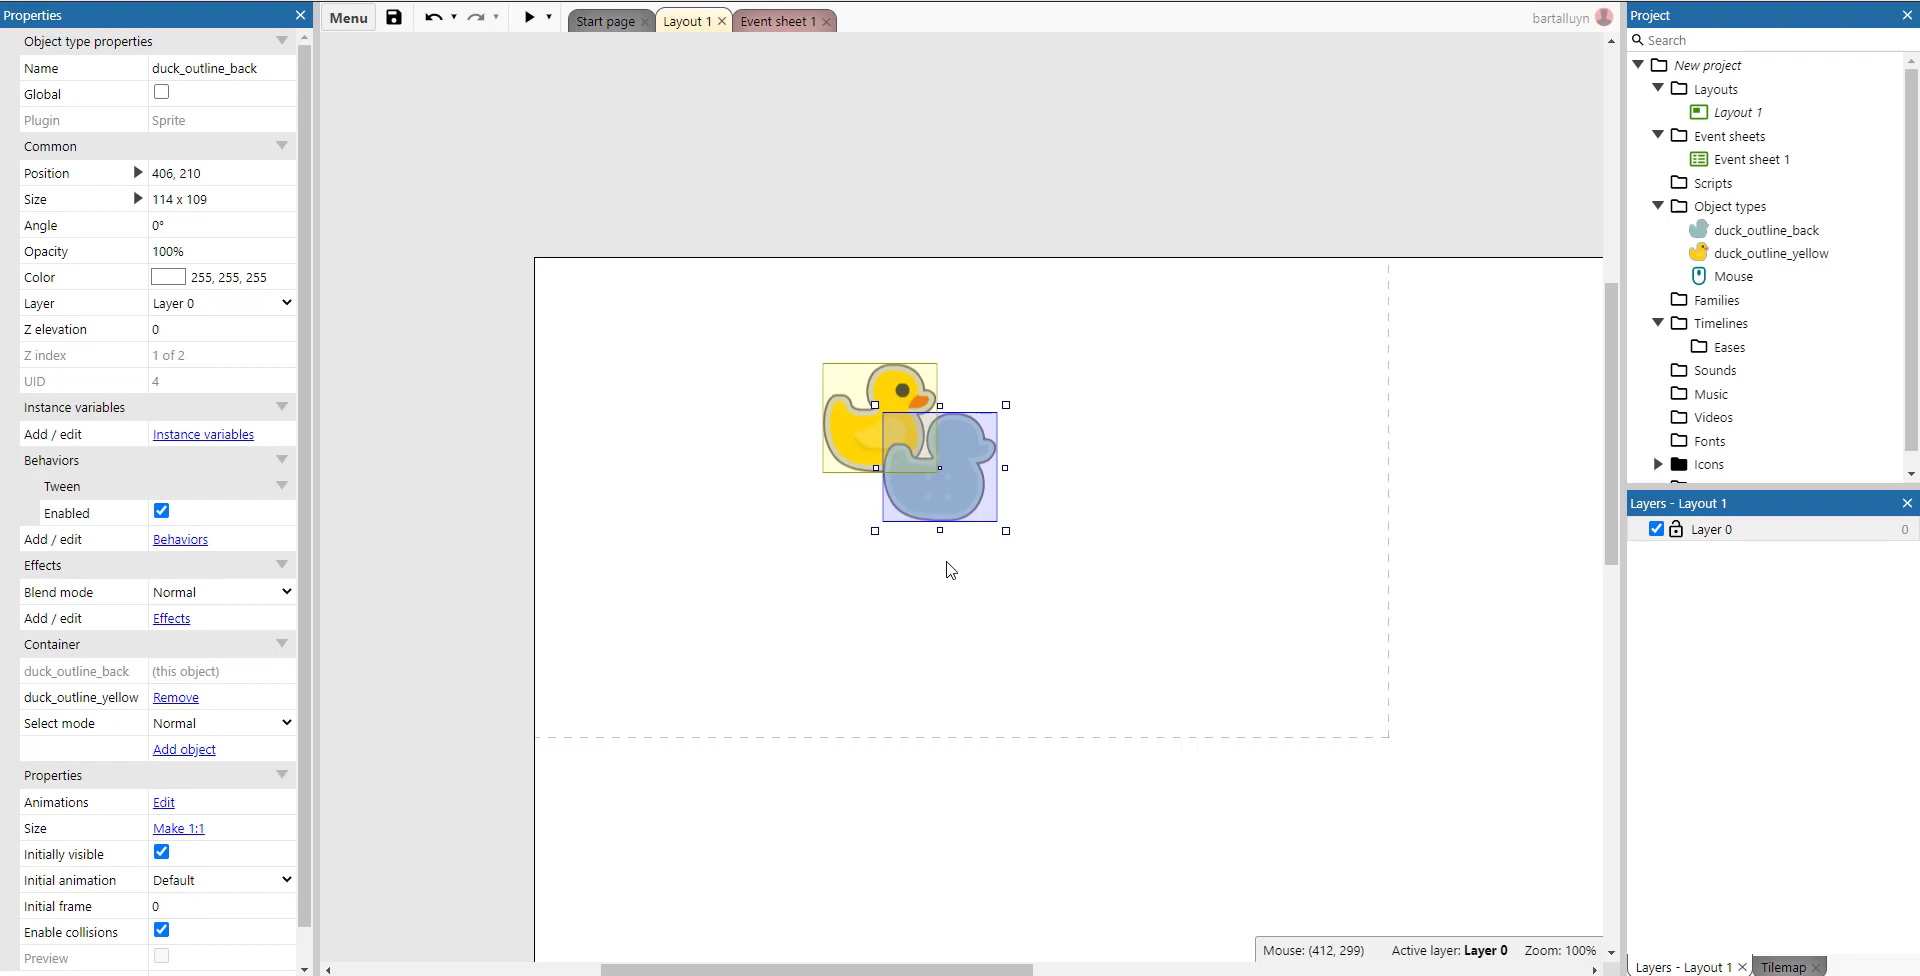 Properties
Object type properties
Name duck_outline_back
Global
Plugin Sprite
Common
Position 406, 210
Size 114 x 109
Angle 0°
Opacity 100%
Color 255, 255, 255
Layer Layer 0
Z elevation 0
Z index 1 of 2
UID 4
Instance variables
Add / edit Instance variables
Behaviors
Tween
Enabled
Add / edit Behaviors
Effects
Blend mode Normal
Add / edit Effects
Container
duck_outline_back (this object)
duck_outline_yellow Remove
Select mode Normal
Add object
Properties
Animations Edit
Size Make 1:1
Initially visible
Initial animation Default
Initial frame 0
Enable collisions
Preview
Menu
Start page
Layout 1
Event sheet 1
bartalluyn
Mouse: (412, 299) Active layer: Layer 0 Zoom: 100%
Project
Search
New project
Layouts
Layout 1
Event sheets
Event sheet 1
Scripts
Object types
duck_outline_back
duck_outline_yellow
Mouse
Families
Timelines
Eases
Sounds
Music
Videos
Fonts
Icons
Layers - Layout 1
Layer 0 0
Layers - Layout 1
Tilemap